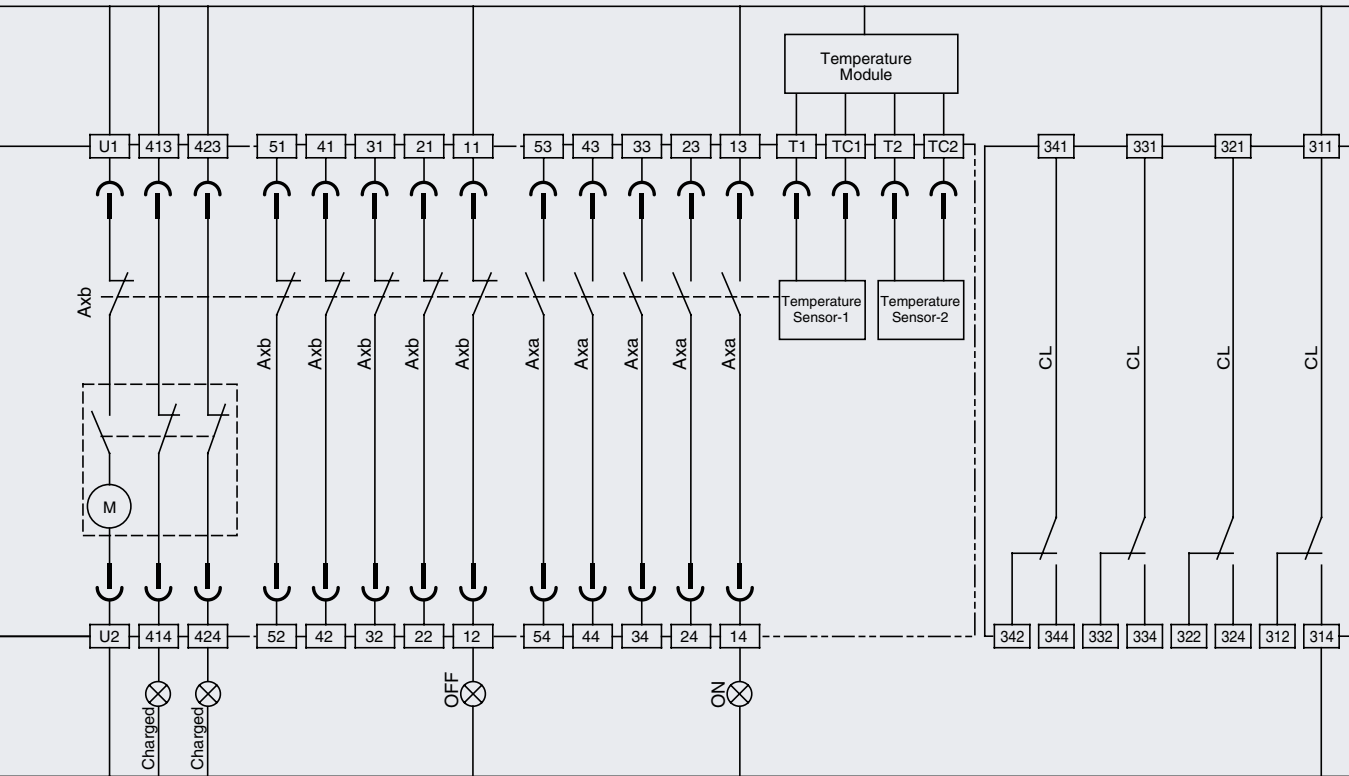 Temperature
Module
U1
413
423
51
41
31
21
11
53
43
33
23
13
T1
TC1
T2
TC2
341
331
321
311
Axb
Temperature
Sensor-1
Temperature
Sensor-2
Axb
Axb
Axb
Axb
Axb
Axa
Axa
Axa
Axa
Axa
CL
CL
CL
CL
M
U2
414
424
52
42
32
22
12
54
44
34
24
14
342
344
332
334
322
324
312
314
Charged
Charged
OFF
ON